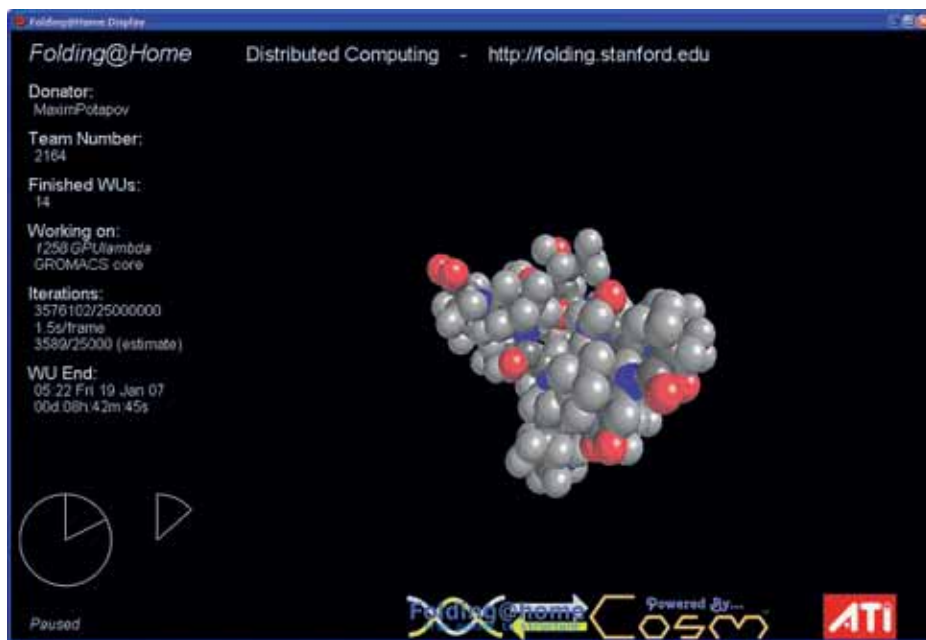 Folding@Home Display
Folding@Home Distributed Computing - http://folding.stanford.edu
Donator:
MaximPotapov
Team Number:
2164
Finished WUs:
14
Working on:
1258 GPUlambda
GROMACS core
Iterations:
3576102/25000000
1.5s/frame
3589/25000 (estimate)
WU End:
05:22 Fri 19 Jan 07
00d:08h:42m:45s
Folding@home
Powered By...
Cosm
ATI
Paused